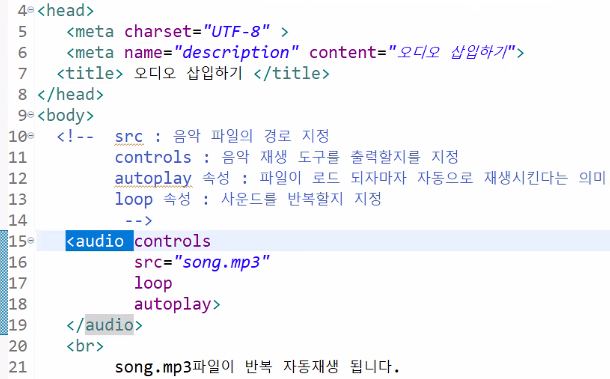 4 <head>
5 <meta charset="UTF-8" >
6 <meta name="description" content="오디오 삽입하기">
7 <title> 오디오 삽입하기 </title>
8 </head>
9 <body>
10 <!-- src : 음악 파일의 경로 지정
11 controls : 음악 재생 도구를 출력할지를 지정
12 autoplay 속성 : 파일이 로드 되자마자 자동으로 재생시킨다는 의미
13 loop 속성 : 사운드를 반복할지 지정
14 -->
15 <audio controls
16 src="song.mp3"
17 loop
18 autoplay>
19 </audio>
20 <br>
21 song.mp3파일이 반복 자동재생 됩니다.